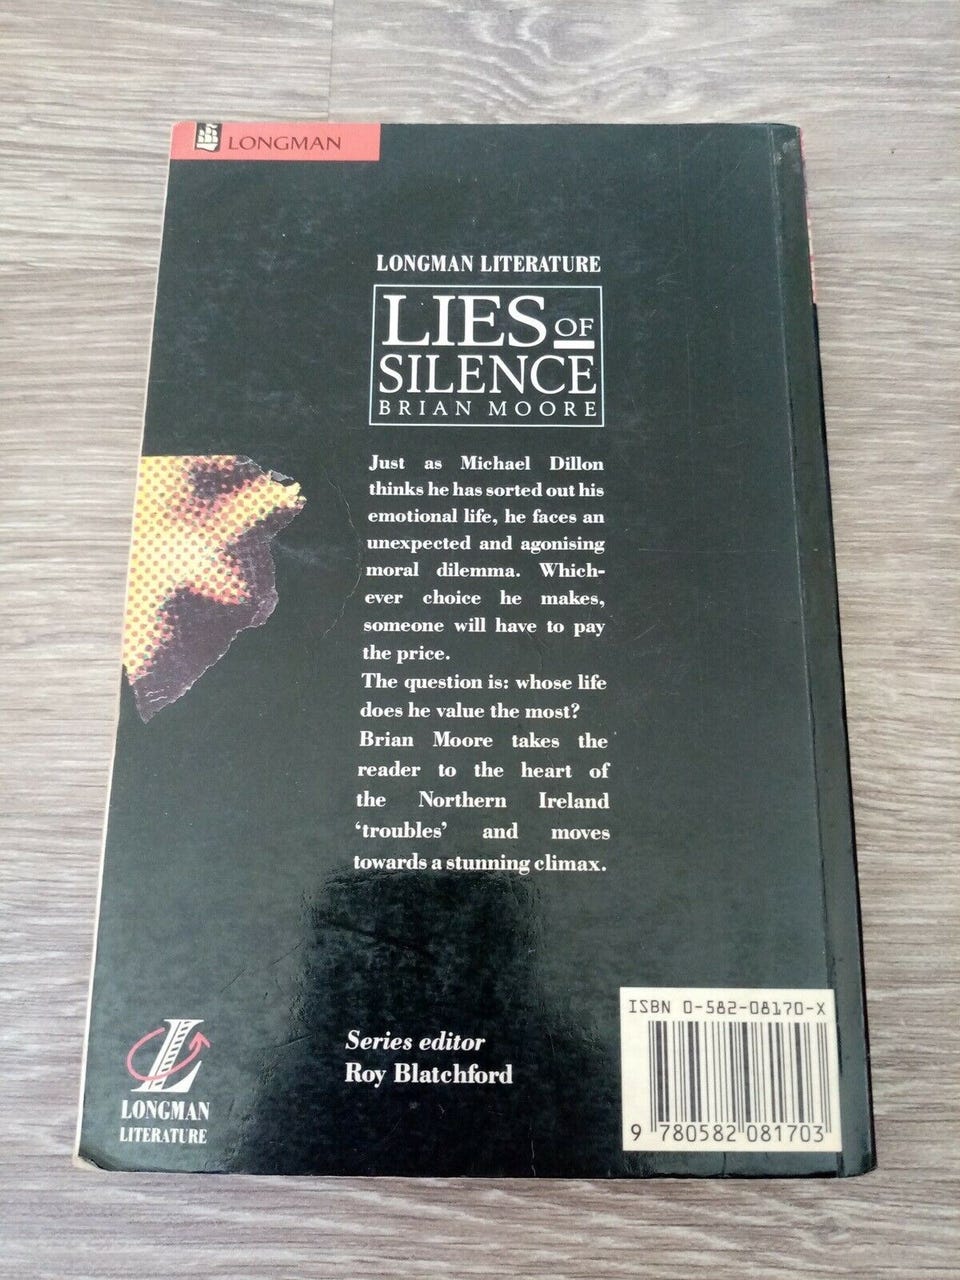 LONGMAN
LONGMAN LITERATURE
LIES OF
SILENCE
BRIAN MOORE
Just as Michael Dillon
thinks he has sorted out his
emotional life, he faces an
unexpected and agonising
moral dilemma. Which-
ever choice he makes,
someone will have to pay
the price.
The question is: whose life
does he value the most?
Brian Moore takes the
reader to the heart of
the Northern Ireland
‘troubles’ and moves
towards a stunning climax.
Series editor
Roy Blatchford
LONGMAN
LITERATURE
ISBN 0-582-08170-X
9 780582 081703